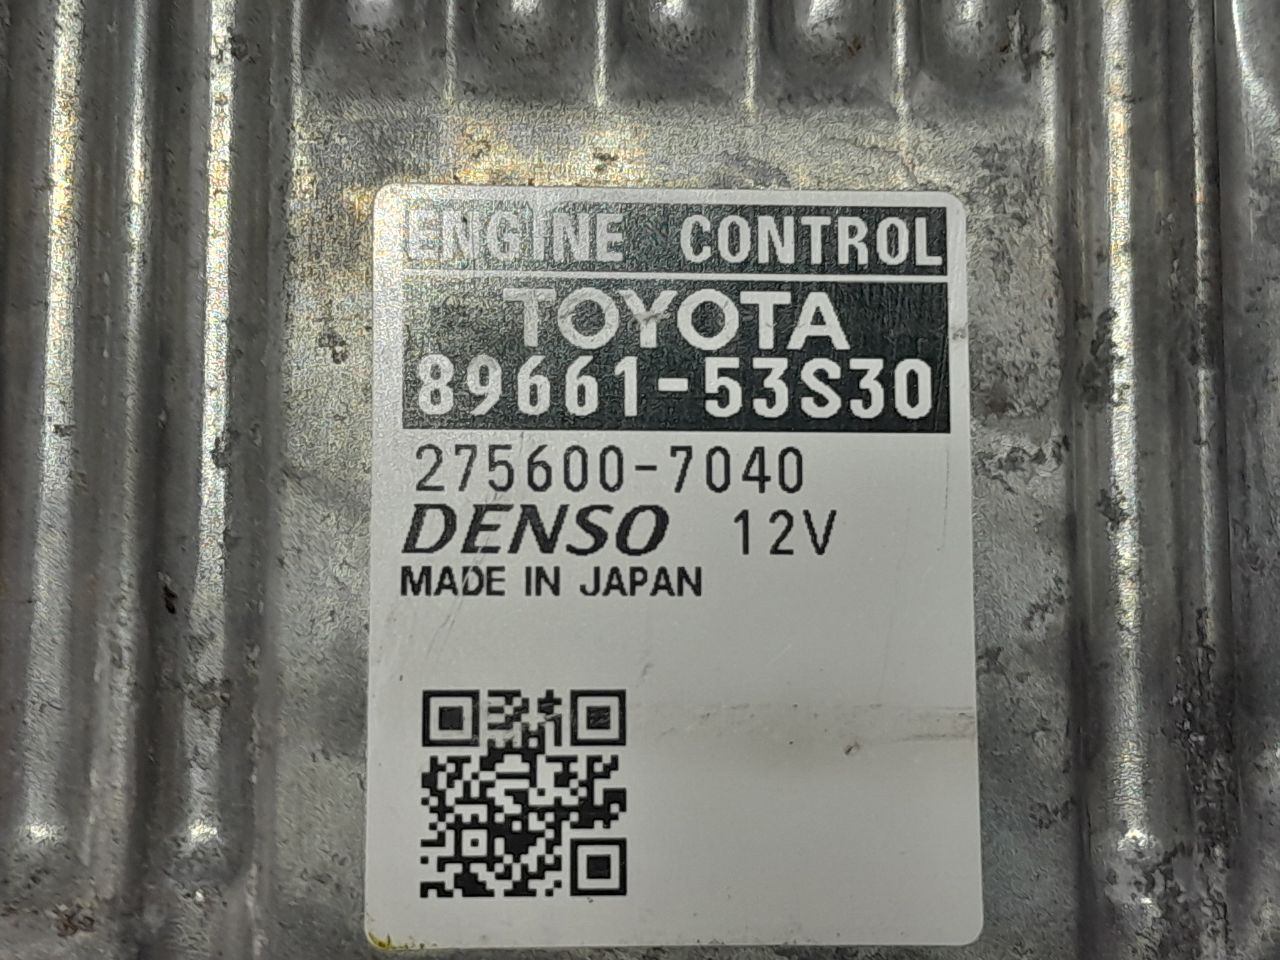 ENGINE CONTROL
TOYOTA
89661-53S30
275600-7040
DENSO 12V
MADE IN JAPAN